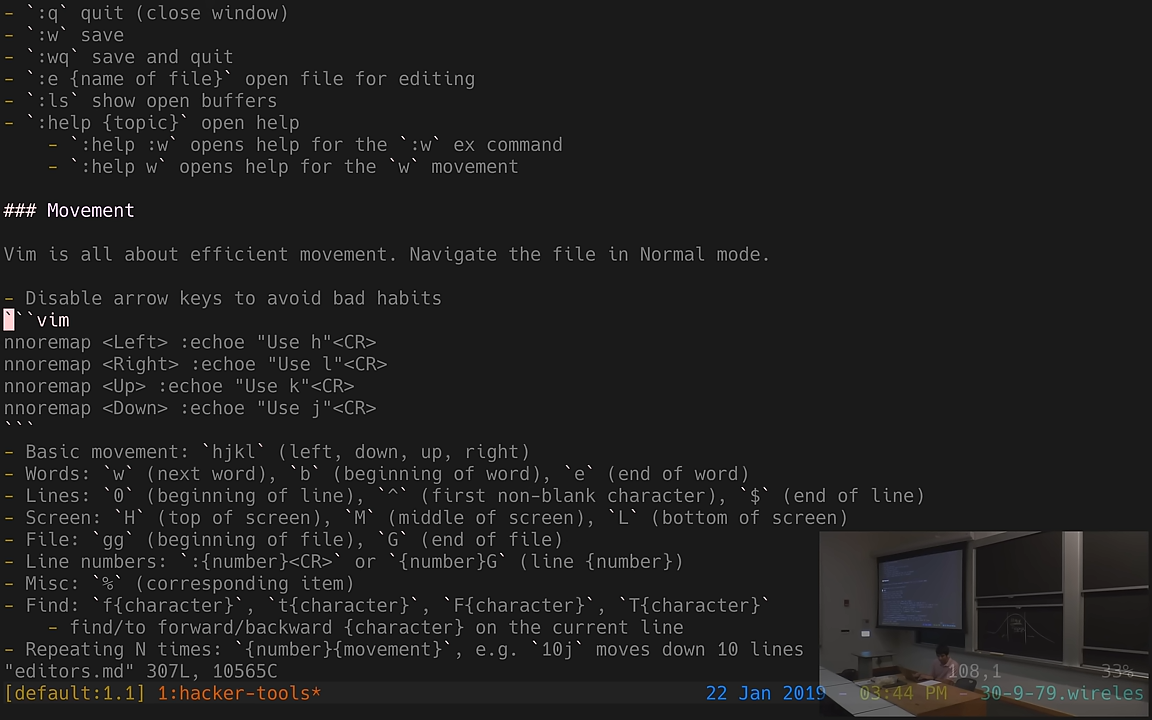 - `:q` quit (close window)
- `:w` save
- `:wq` save and quit
- `:e {name of file}` open file for editing
- `:ls` show open buffers
- `:help {topic}` open help
    - `:help :w` opens help for the `:w` ex command
    - `:help w` opens help for the `w` movement
### Movement
Vim is all about efficient movement. Navigate the file in Normal mode.
- Disable arrow keys to avoid bad habits
```vim
nnoremap <Left> :echoe "Use h"<CR>
nnoremap <Right> :echoe "Use l"<CR>
nnoremap <Up> :echoe "Use k"<CR>
nnoremap <Down> :echoe "Use j"<CR>
```
- Basic movement: `hjkl` (left, down, up, right)
- Words: `w` (next word), `b` (beginning of word), `e` (end of word)
- Lines: `0` (beginning of line), `^` (first non-blank character), `$` (end of line)
- Screen: `H` (top of screen), `M` (middle of screen), `L` (bottom of screen)
- File: `gg` (beginning of file), `G` (end of file)
- Line numbers: `:{number}<CR>` or `{number}G` (line {number})
- Misc: `%` (corresponding item)
- Find: `f{character}`, `t{character}`, `F{character}`, `T{character}`
    - find/to forward/backward {character} on the current line
- Repeating N times: `{number}{movement}`, e.g. `10j` moves down 10 lines
"editors.md" 307L, 10565C 108,1 33%
[default:1.1] 1:hacker-tools* 22 Jan 2019 - 03:44 PM - 30-9-79.wireles